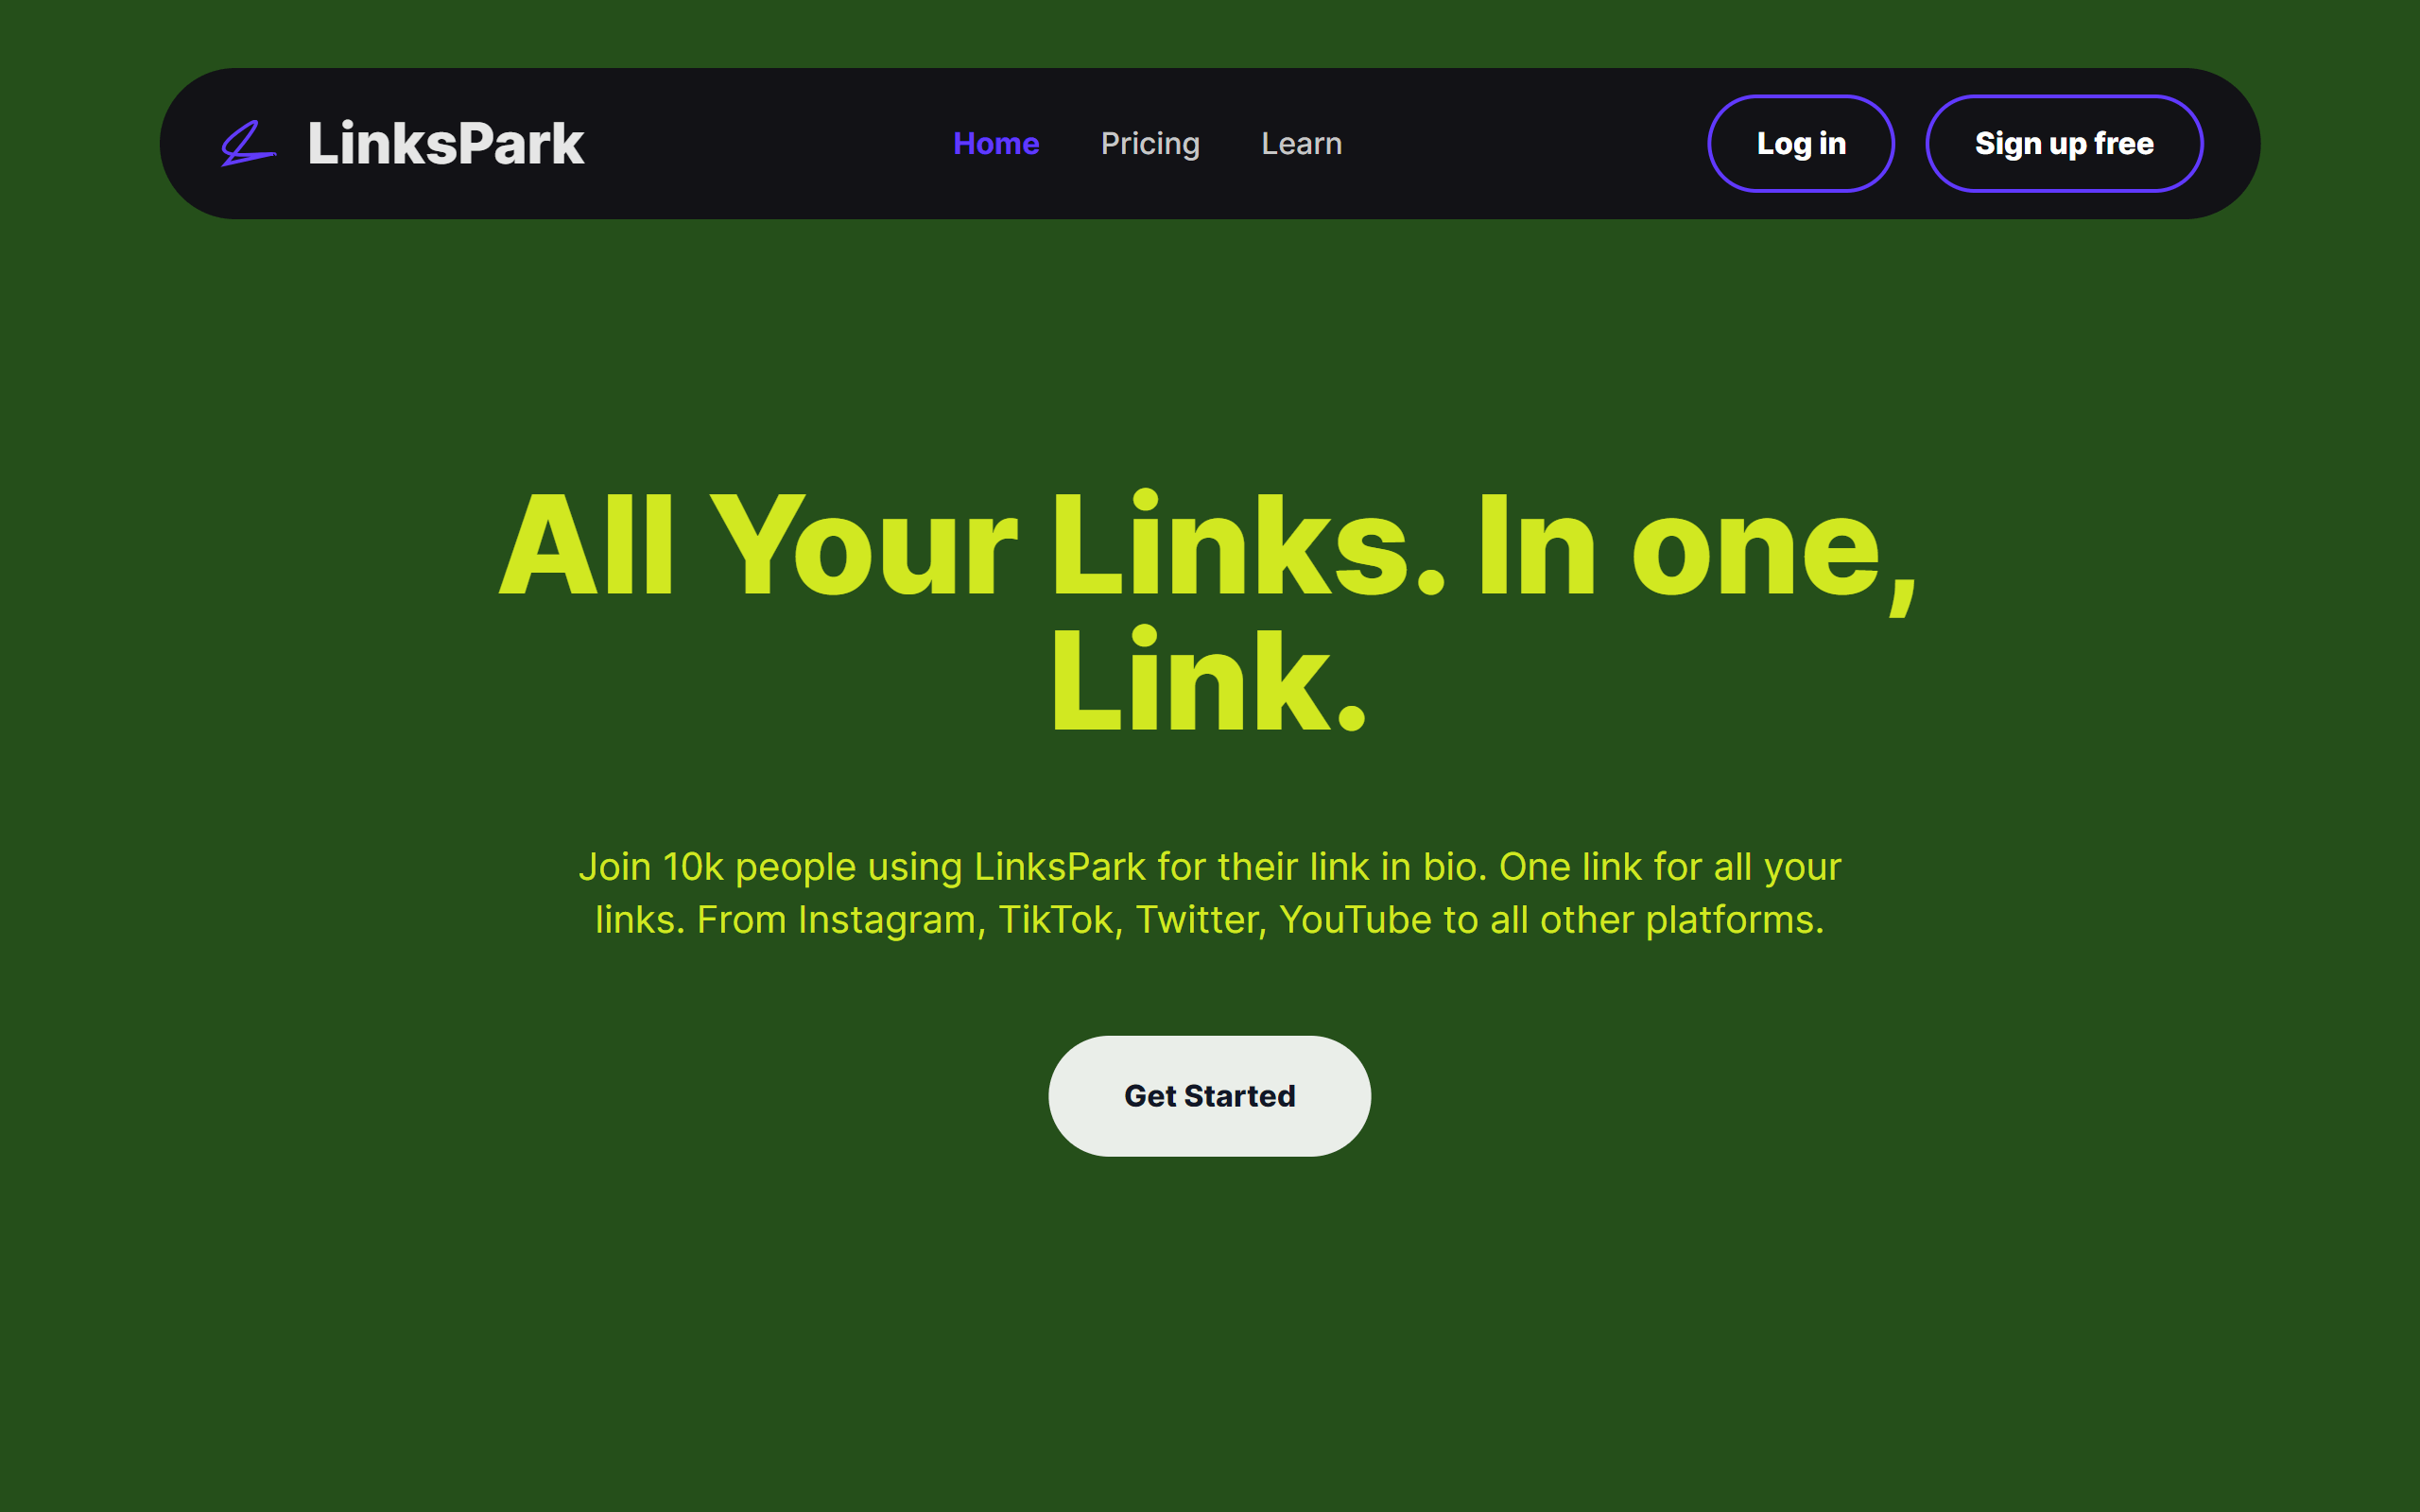 LinksPark
Home
Pricing
Learn
Log in
Sign up free
All Your Links. In one,
Link.
Join 10k people using LinksPark for their link in bio. One link for all your
links. From Instagram, TikTok, Twitter, YouTube to all other platforms.
Get Started